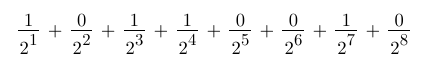 1/2^1 + 0/2^2 + 1/2^3 + 1/2^4 + 0/2^5 + 0/2^6 + 1/2^7 + 0/2^8